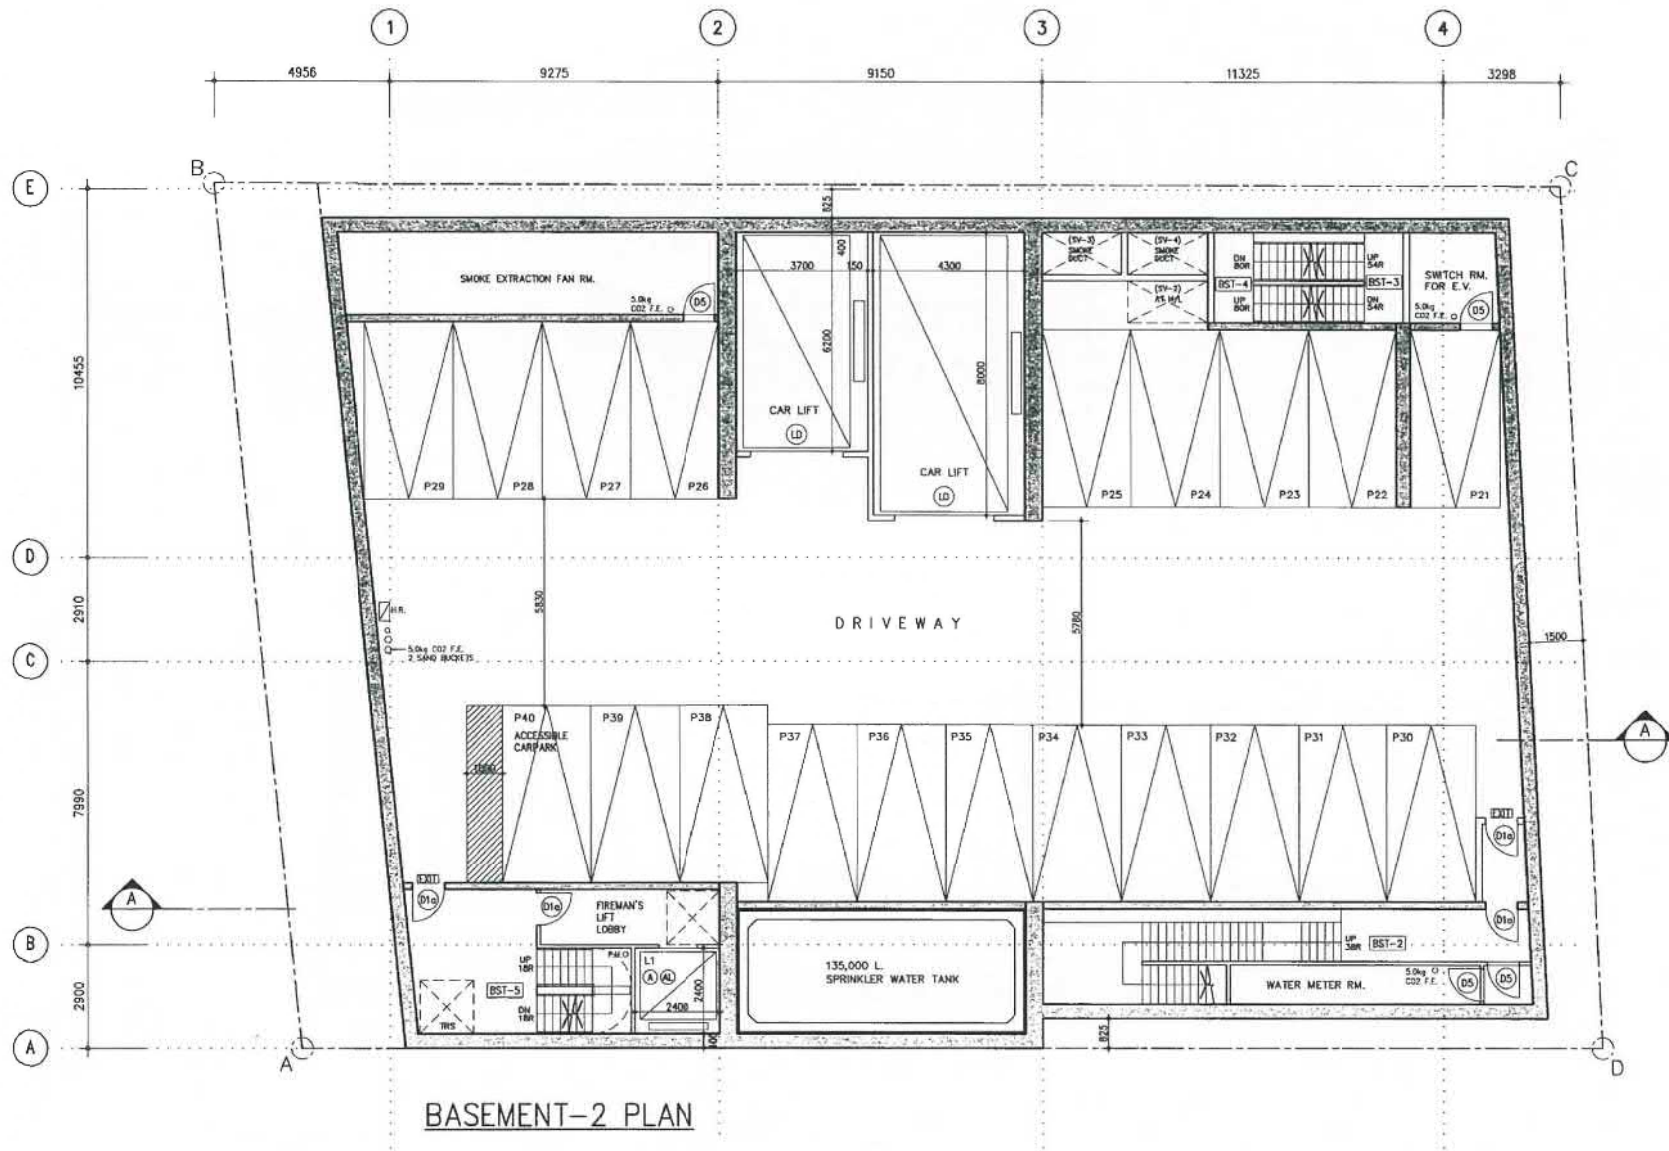 1
2
3
4
4956
9275
9150
11325
3298
B
C
E
825
400
3700
150
4300
(SV-3)
SMOKE
DUCT
(SV-4)
SMOKE
DUCT
DN
80R
UP
54R
BST-4
BST-3
UP
80R
DN
54R
SWITCH RM.
FOR E.V.
SMOKE EXTRACTION FAN RM.
5.0kg
CO2 F.E.
D5
(SV-2)
5.0kg
CO2 F.E.
D5
10455
6200
8000
CAR LIFT
LD
CAR LIFT
LD
P29
P28
P27
P26
P25
P24
P23
P22
P21
D
2910
H.R.
5830
DRIVEWAY
5780
1500
C
5.0kg CO2 F.E.
2 SAND BUCKETS
P40
ACCESSIBLE
CARPARK
P39
P38
P37
P36
P35
P34
P33
P32
P31
P30
A
7990
EXIT
D1a
A
EXIT
D1a
D1a
FIREMAN'S
LIFT
LOBBY
D1a
B
UP
18R
L1
A
AL
135,000 L.
SPRINKLER WATER TANK
UP
38R
BST-2
2900
BST-5
DN
18R
2400
2400
5.0kg
CO2 F.E.
D5
D5
WATER METER RM.
TRS
400
825
A
A
D
BASEMENT-2 PLAN